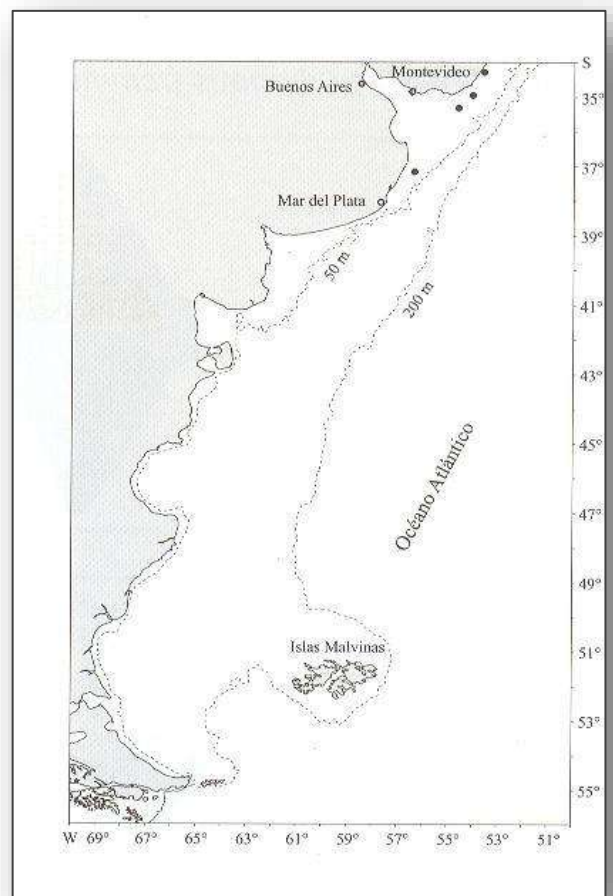 S
Montevideo
Buenos Aires
35°
37°
Mar del Plata
39°
50 m
200 m
41°
43°
45°
Océano Atlántico
47°
49°
Islas Malvinas
51°
53°
55°
W 69° 67° 65° 63° 61° 59° 57° 55° 53° 51°